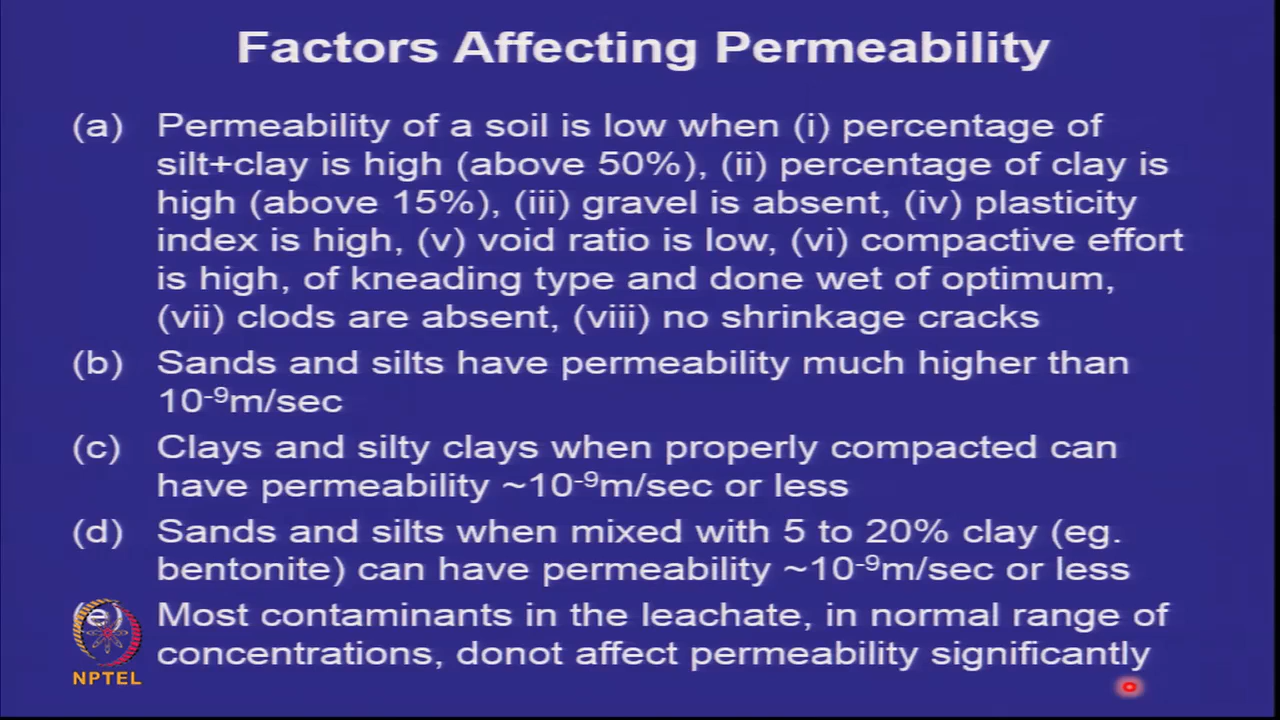 Factors Affecting Permeability
(a) Permeability of a soil is low when (i) percentage of
silt+clay is high (above 50%), (ii) percentage of clay is
high (above 15%), (iii) gravel is absent, (iv) plasticity
index is high, (v) void ratio is low, (vi) compactive effort
is high, of kneading type and done wet of optimum,
(vii) clods are absent, (viii) no shrinkage cracks
(b) Sands and silts have permeability much higher than
10⁻⁹m/sec
(c) Clays and silty clays when properly compacted can
have permeability ~10⁻⁹m/sec or less
(d) Sands and silts when mixed with 5 to 20% clay (eg.
bentonite) can have permeability ~10⁻⁹m/sec or less
(e) Most contaminants in the leachate, in normal range of
concentrations, donot affect permeability significantly
NPTEL